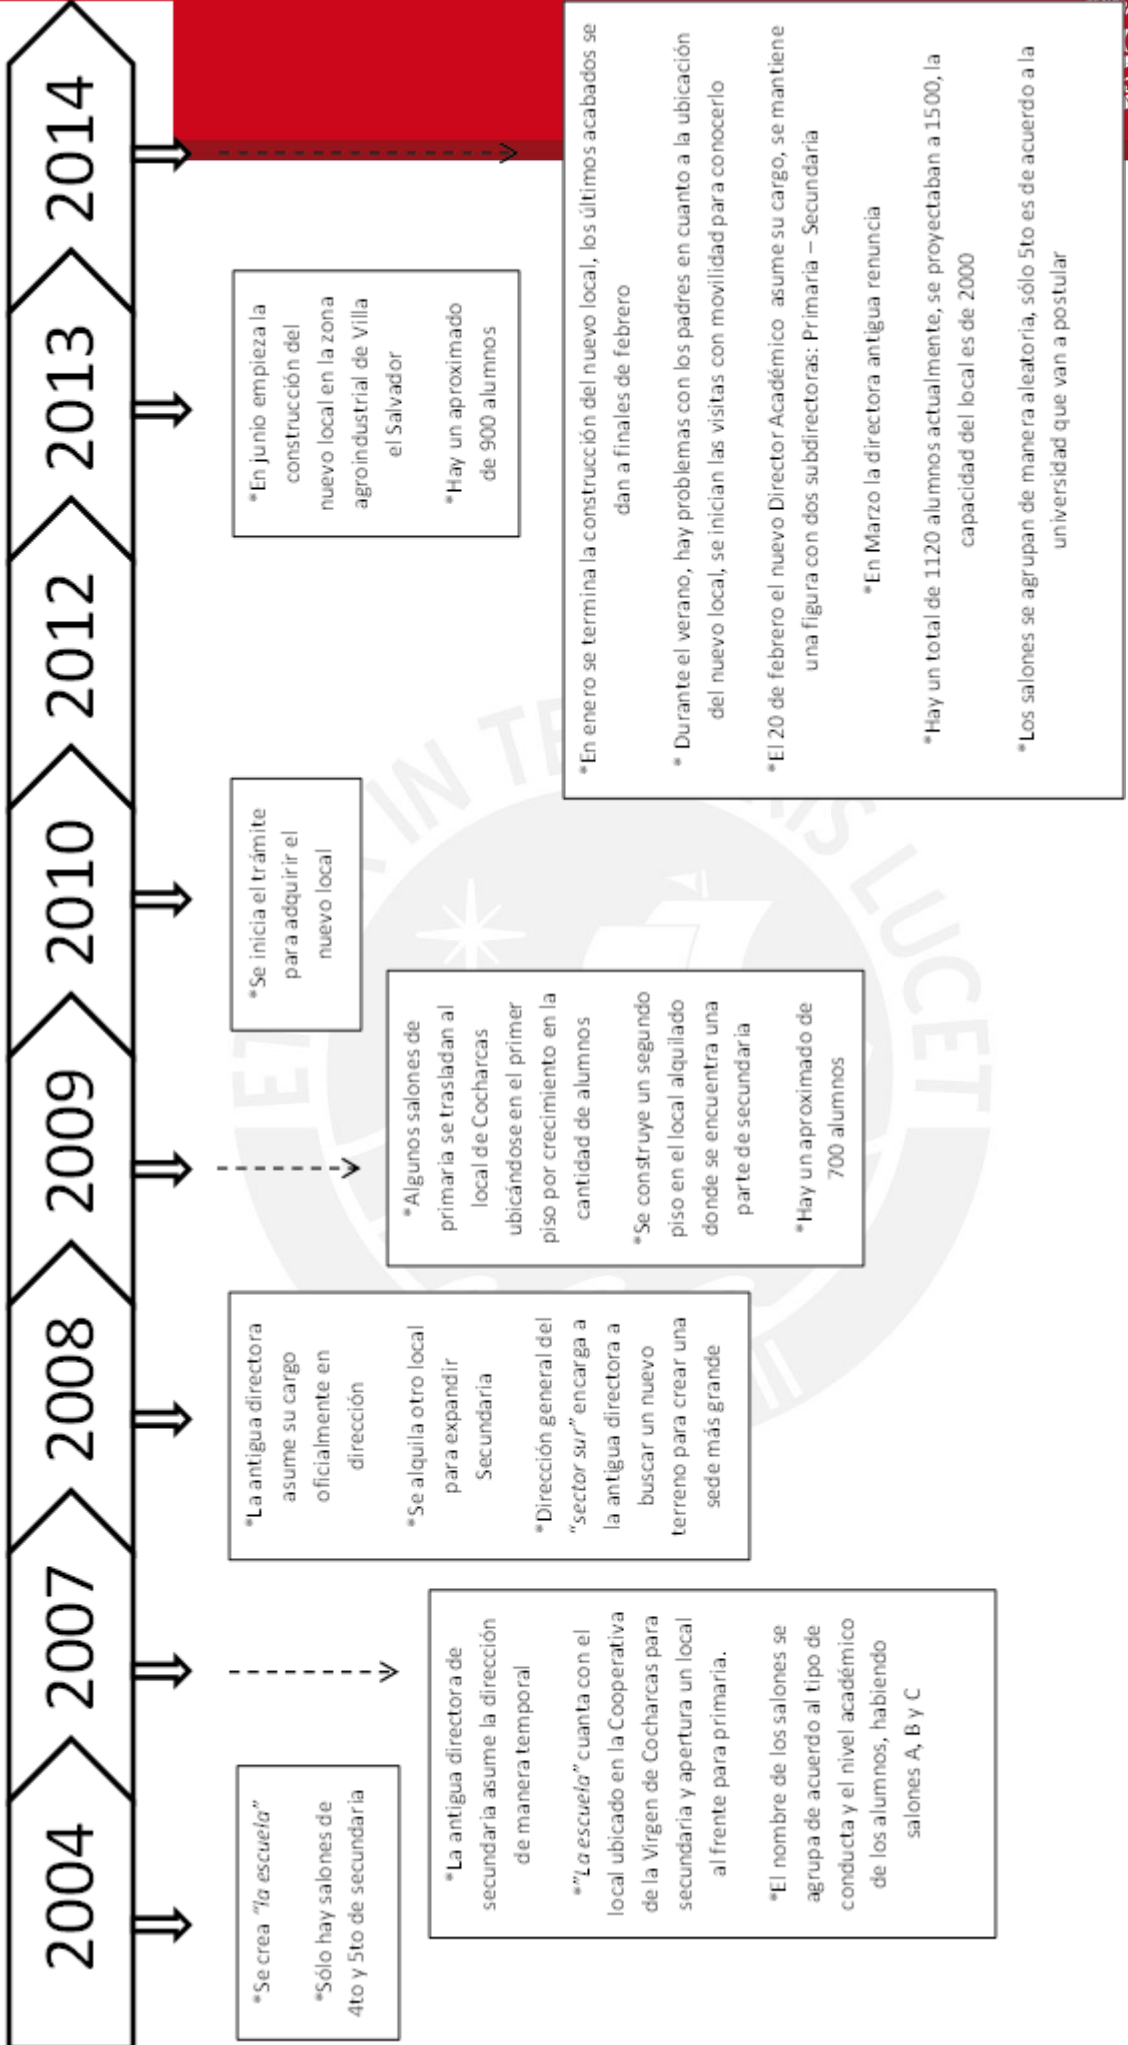 2004
2007
2008
2009
2010
2012
2013
2014
*Se crea "la escuela"
*Sólo hay salones de
4to y 5to de secundaria
*La antigua directora de
secundaria asume la dirección
de manera temporal
*"La escuela" cuanta con el
local ubicado en la Cooperativa
de la Virgen de Cocharcas para
secundaria y apertura un local
al frente para primaria.
*El nombre de los salones se
agrupa de acuerdo al tipo de
conducta y el nivel académico
de los alumnos, habiendo
salones A, B y C
*La antigua directora
asume su cargo
oficialmente en
dirección
*Se alquila otro local
para expandir
Secundaria
*Dirección general del
"sector sur" encarga a
la antigua directora a
buscar un nuevo
terreno para crear una
sede más grande
*Algunos salones de
primaria se trasladan al
local de Cocharcas
ubicándose en el primer
piso por crecimiento en la
cantidad de alumnos
*Se construye un segundo
piso en el local alquilado
donde se encuentra una
parte de secundaria
*Hay un aproximado de
700 alumnos
*Se inicia el trámite
para adquirir el
nuevo local
*En junio empieza la
construcción del
nuevo local en la zona
agroindustrial de Villa
el Salvador
*Hay un aproximado
de 900 alumnos
*En enero se termina la construcción del nuevo local, los últimos acabados se
dan a finales de febrero
* Durante el verano, hay problemas con los padres en cuanto a la ubicación
del nuevo local, se inician las visitas con movilidad para conocerlo
*El 20 de febrero el nuevo Director Académico asume su cargo, se mantiene
una figura con dos subdirectoras: Primaria – Secundaria
*En Marzo la directora antigua renuncia
*Hay un total de 1120 alumnos actualmente, se proyectaban a 1500, la
capacidad del local es de 2000
*Los salones se agrupan de manera aleatoria, sólo 5to es de acuerdo a la
universidad que van a postular
ET
IN
LUCET